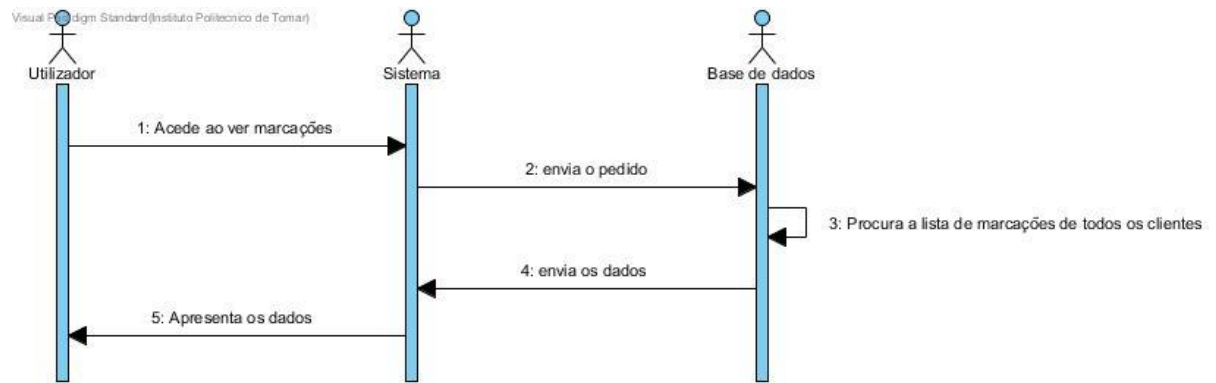 Visual Paradigm Standard(Instituto Politecnico de Tomar)
Utilizador
Sistema
Base de dados
1: Acede ao ver marcações
2: envia o pedido
3: Procura a lista de marcações de todos os clientes
4: envia os dados
5: Apresenta os dados